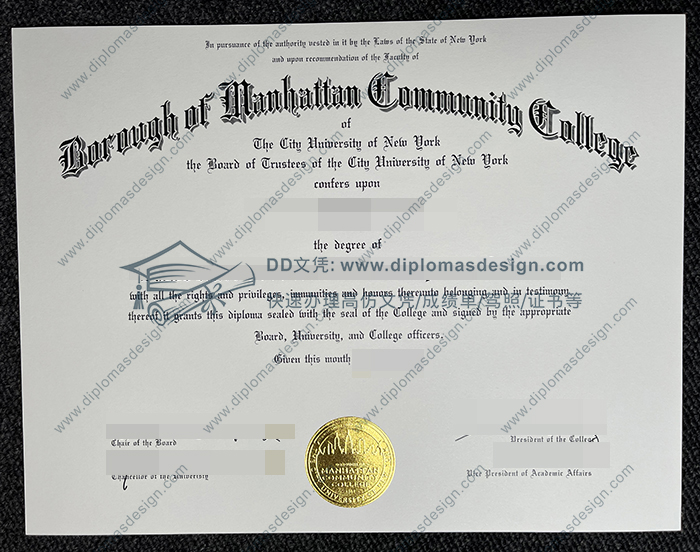 In pursuance of the authority vested in it by the Laws of the State of New York
and upon recommendation of the Faculty of
Borough of Manhattan Community College
of
The City University of New York
the Board of Trustees of the City University of New York
confers upon
the degree of
DD文凭: www.diplomasdesign.com
快速办理高仿文凭/成绩单/驾照/证书等
with all the rights and privileges, immunities and honors thereunto belonging and in testimony
thereof it grants this diploma sealed with the seal of the College and signed by the appropriate
Board, University, and College officers.
Given this month
Chair of the Board
President of the College
Chancellor of the University
Vice President of Academic Affairs
MANHATTAN
COMMUNITY
COLLEGE
www.diplomasdesign.com